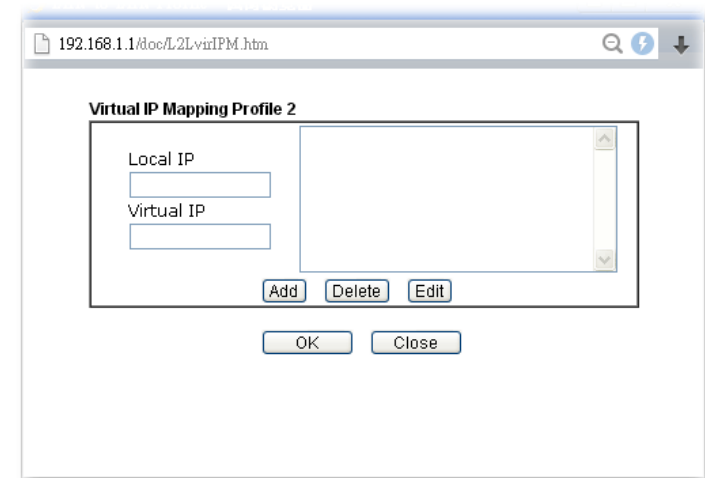 192.168.1.1/doc/L2LvirIPM.htm
Virtual IP Mapping Profile 2
Local IP
Virtual IP
Add Delete Edit
OK Close